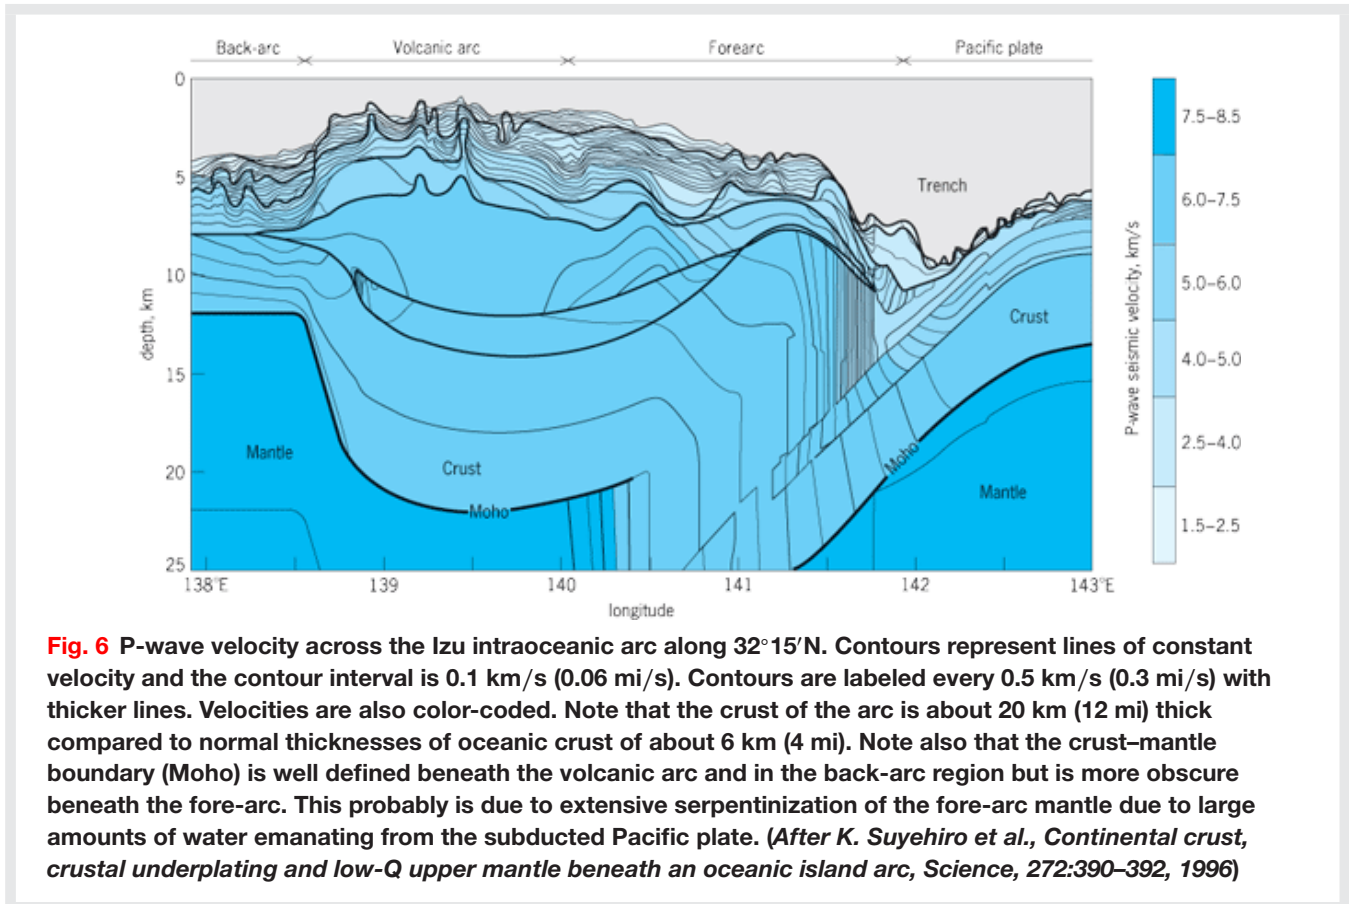 Back-arc Volcanic arc Forearc Pacific plate
0
5
10
15
20
25
depth, km
Trench
Crust
Mantle
Crust
Moho
Moho
Mantle
138°E 139 140 141 142 143°E
longitude
P-wave seismic velocity, km/s
7.5–8.5
6.0–7.5
5.0–6.0
4.0–5.0
2.5–4.0
1.5–2.5
Fig. 6 P-wave velocity across the Izu intraoceanic arc along 32°15′N. Contours represent lines of constant
velocity and the contour interval is 0.1 km/s (0.06 mi/s). Contours are labeled every 0.5 km/s (0.3 mi/s) with
thicker lines. Velocities are also color-coded. Note that the crust of the arc is about 20 km (12 mi) thick
compared to normal thicknesses of oceanic crust of about 6 km (4 mi). Note also that the crust–mantle
boundary (Moho) is well defined beneath the volcanic arc and in the back-arc region but is more obscure
beneath the fore-arc. This probably is due to extensive serpentinization of the fore-arc mantle due to large
amounts of water emanating from the subducted Pacific plate. (After K. Suyehiro et al., Continental crust,
crustal underplating and low-Q upper mantle beneath an oceanic island arc, Science, 272:390–392, 1996)